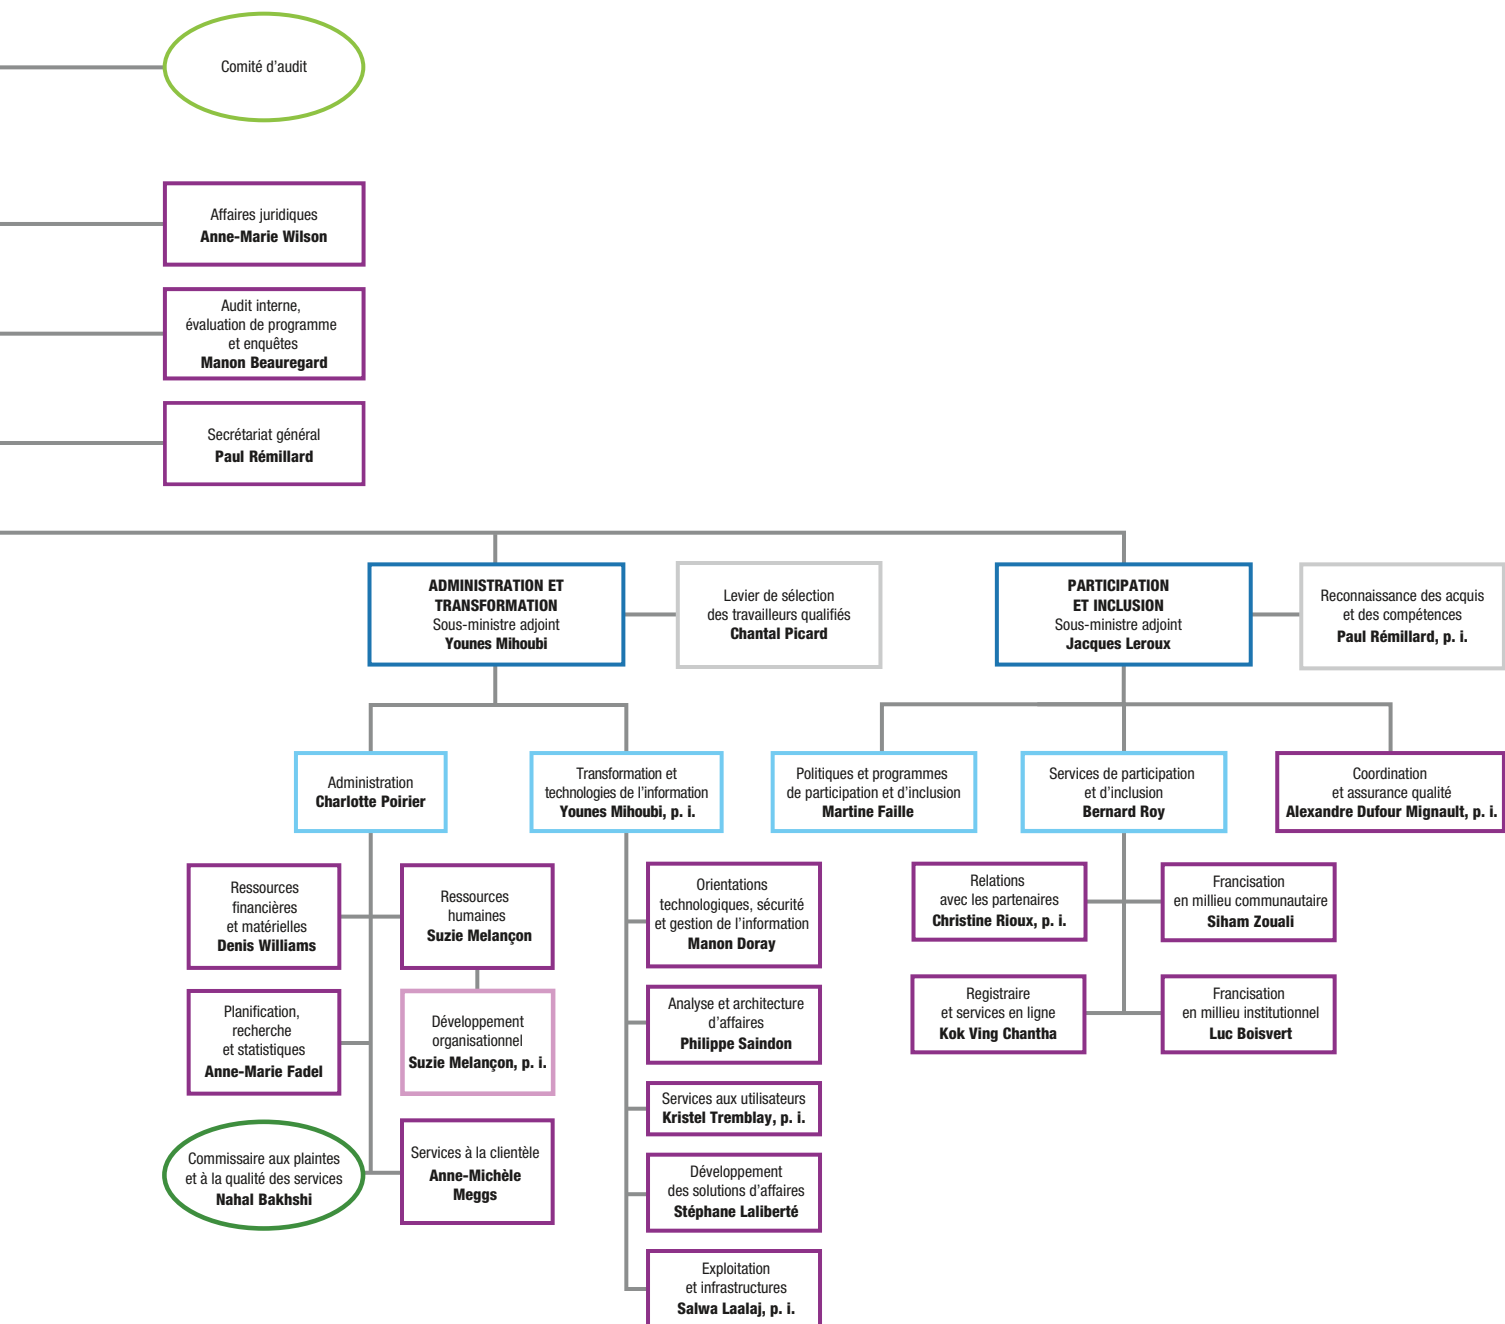 Comité d'audit
Affaires juridiques
Anne-Marie Wilson
Audit interne,
évaluation de programme
et enquêtes
Manon Beauregard
Secrétariat général
Paul Rémillard
ADMINISTRATION ET
TRANSFORMATION
Sous-ministre adjoint
Younes Mihoubi
Levier de sélection
des travailleurs qualifiés
Chantal Picard
PARTICIPATION
ET INCLUSION
Sous-ministre adjoint
Jacques Leroux
Reconnaissance des acquis
et des compétences
Paul Rémillard, p. i.
Administration
Charlotte Poirier
Transformation et
technologies de l'information
Younes Mihoubi, p. i.
Politiques et programmes
de participation et d'inclusion
Martine Faille
Services de participation
et d'inclusion
Bernard Roy
Coordination
et assurance qualité
Alexandre Dufour Mignault, p. i.
Ressources
financières
et matérielles
Denis Williams
Ressources
humaines
Suzie Melançon
Planification,
recherche
et statistiques
Anne-Marie Fadel
Développement
organisationnel
Suzie Melançon, p. i.
Commissaire aux plaintes
et à la qualité des services
Nahal Bakhshi
Services à la clientèle
Anne-Michèle
Meggs
Orientations
technologiques, sécurité
et gestion de l'information
Manon Doray
Analyse et architecture
d'affaires
Philippe Saindon
Services aux utilisateurs
Kristel Tremblay, p. i.
Développement
des solutions d'affaires
Stéphane Laliberté
Exploitation
et infrastructures
Salwa Laalaj, p. i.
Relations
avec les partenaires
Christine Rioux, p. i.
Francisation
en millieu communautaire
Siham Zouali
Registraire
et services en ligne
Kok Ving Chantha
Francisation
en millieu institutionnel
Luc Boisvert